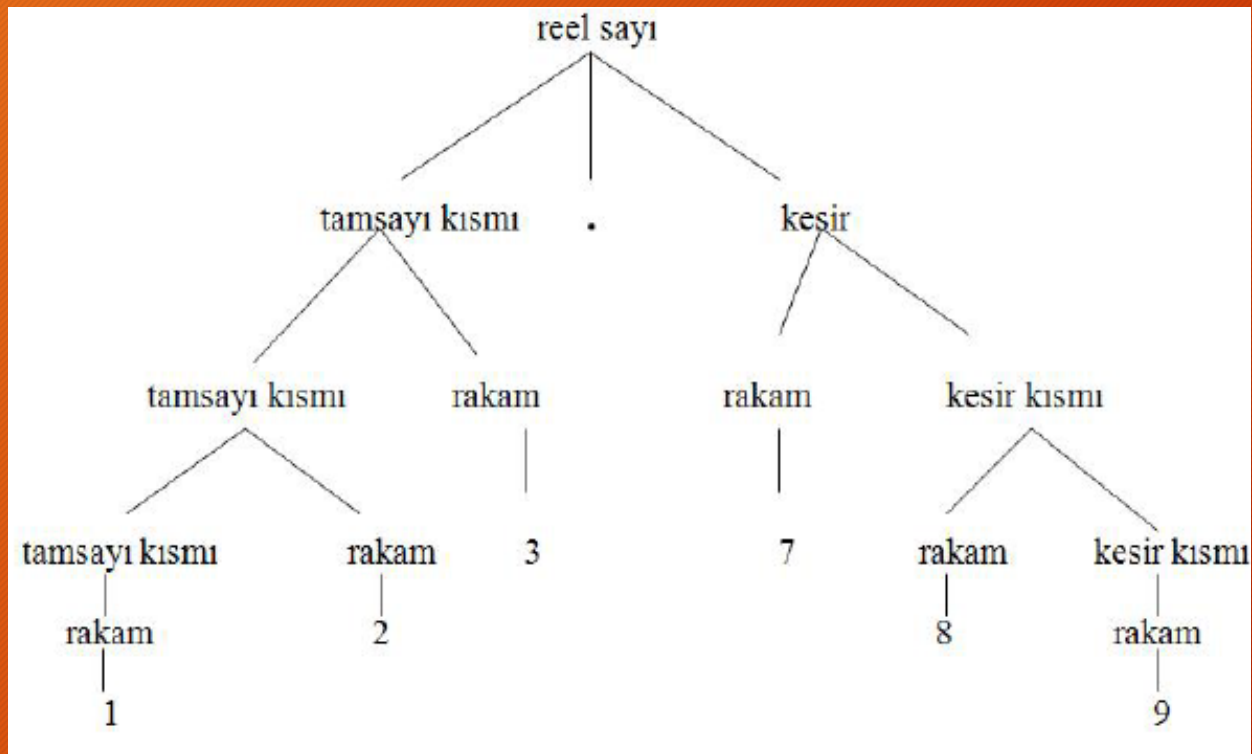 reel sayı
tamsayı kısmı . kesir
tamsayı kısmı rakam rakam kesir kısmı
tamsayı kısmı rakam 3 7 rakam kesir kısmı
rakam 2 8 rakam
1 9